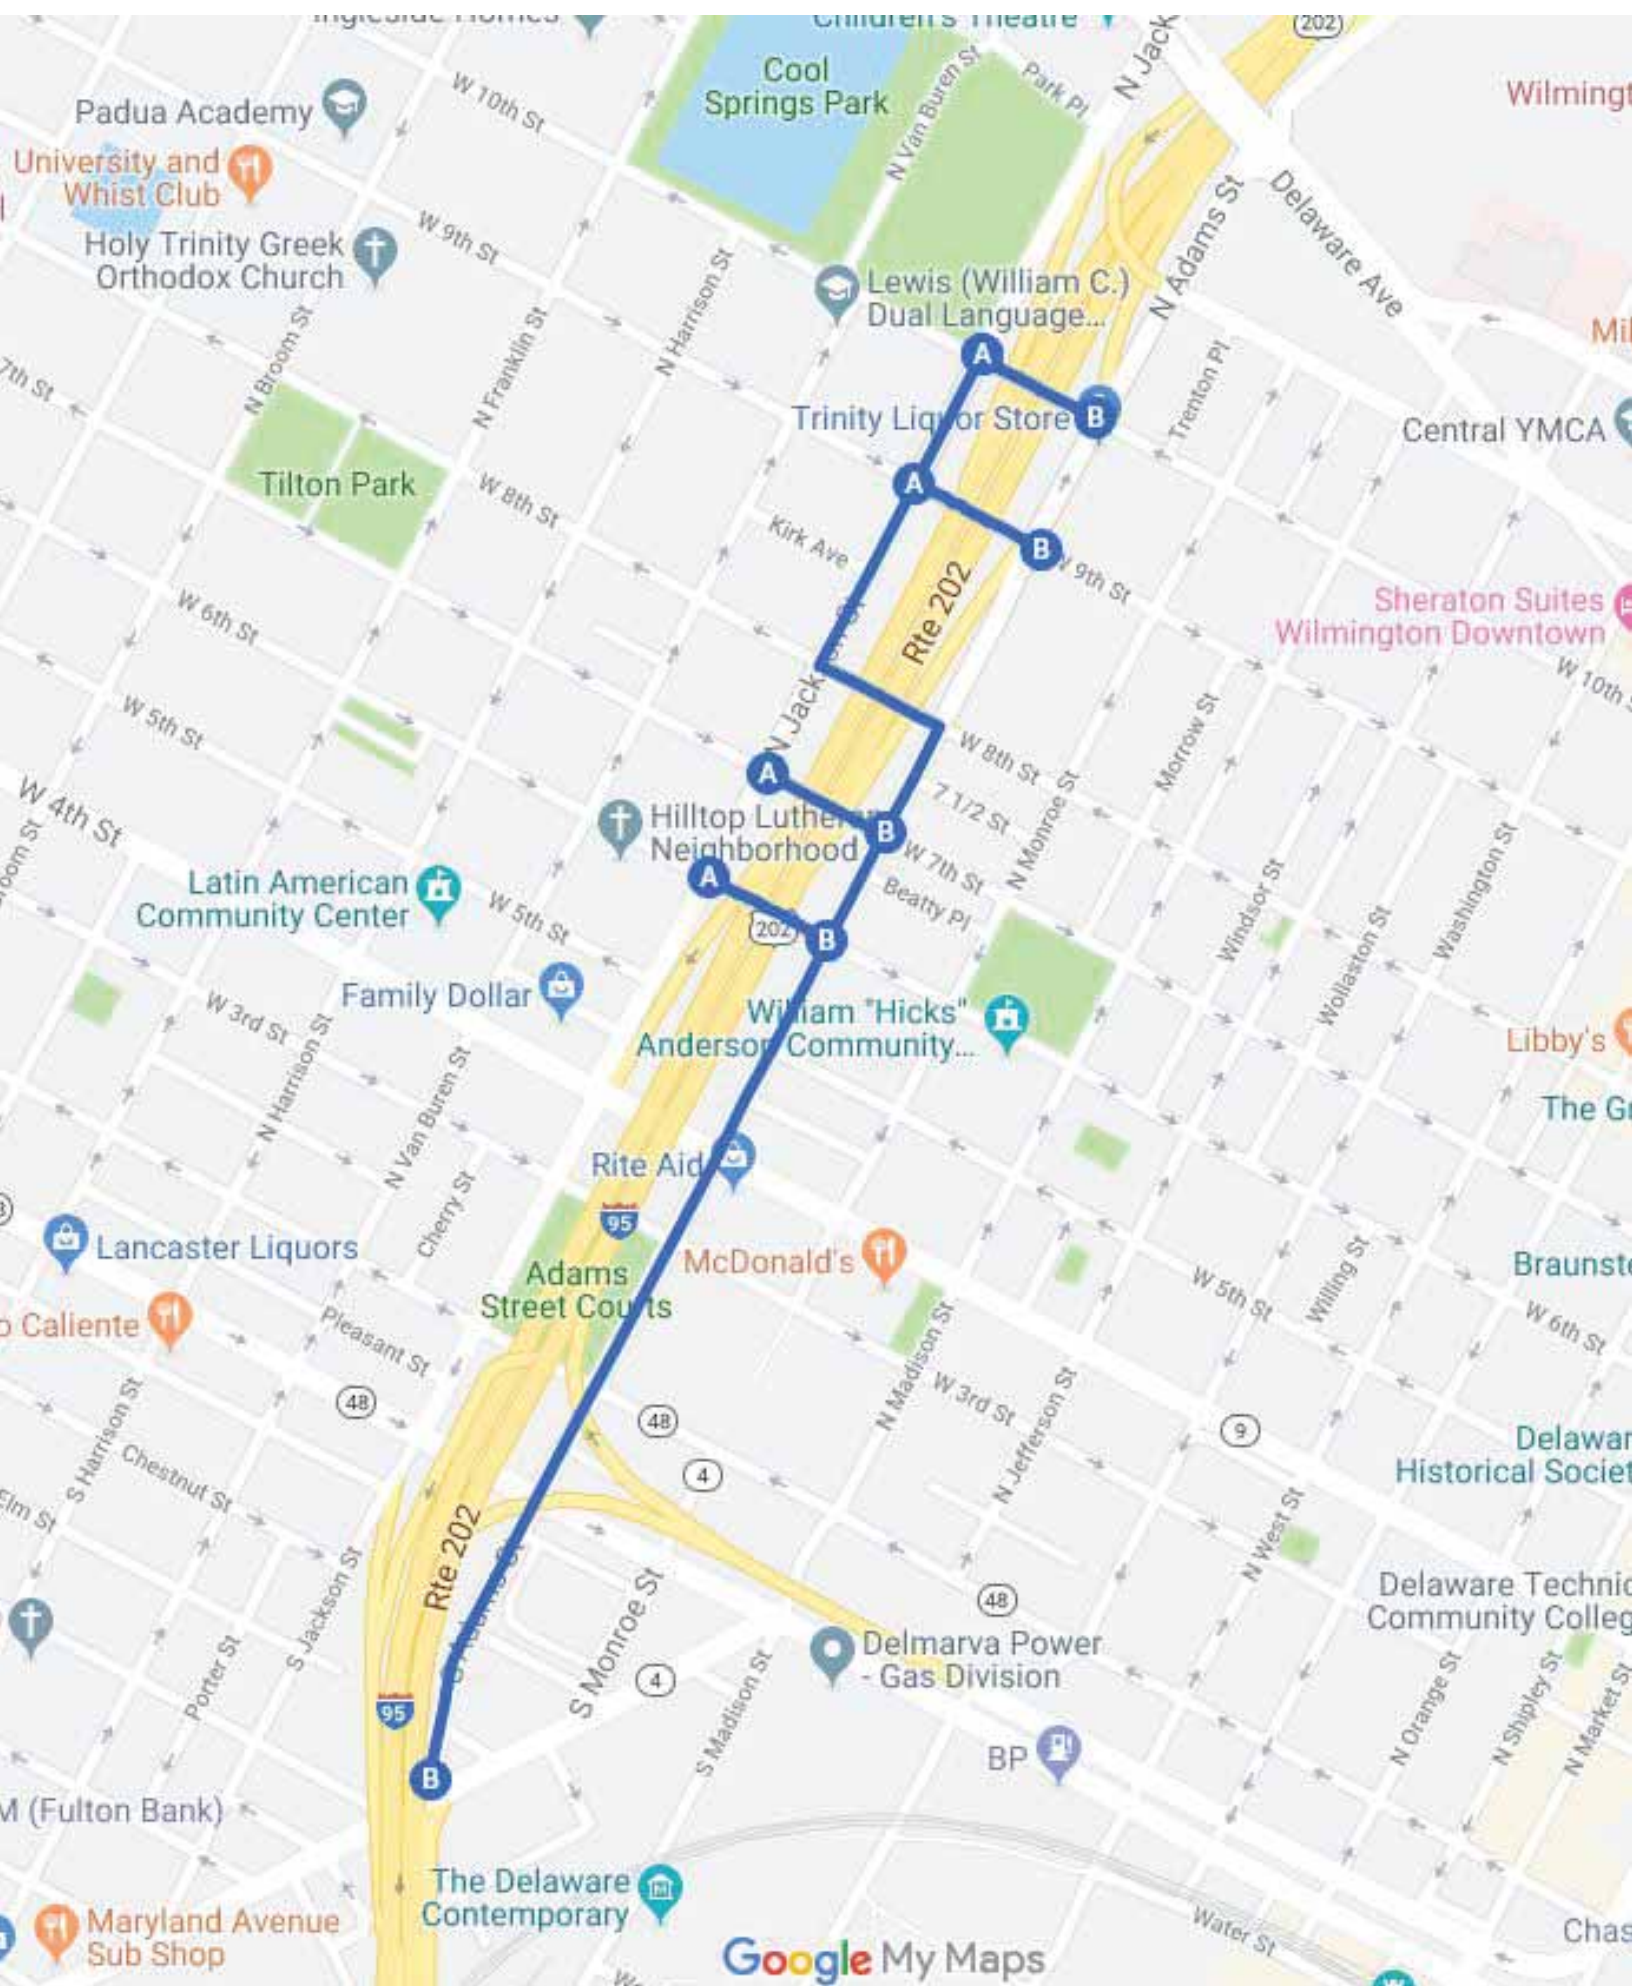 Ingleside Homes
Children's Theatre
202
N Jack
Cool
Springs Park
N Van Buren St
Park Pl
Wilmingt
W 10th St
Padua Academy
University and
Whist Club
W 9th St
Holy Trinity Greek
Orthodox Church
N Harrison St
Lewis (William C.)
Dual Language...
N Adams St
Delaware Ave
N Broom St
N Franklin St
7th St
A
B
Trinity Liquor Store
Trenton Pl
Mil
Central YMCA
Tilton Park
W 8th St
A
B
Kirk Ave
W 9th St
Rte 202
Sheraton Suites
Wilmington Downtown
W 6th St
W 10th S
W 5th St
N Jack
W 8th St
Morrow St
A
7 1/2 St
N Monroe St
W 4th St
Hilltop Lutheran
Neighborhood
B
W 7th St
Beatty Pl
A
Latin American
Community Center
W 5th St
202
B
Windsor St
Washington St
Wollaston St
Family Dollar
William "Hicks"
Anderson Community...
W 3rd St
N Harrison St
N Van Buren St
Libby's
The Gr
Rite Aid
Cherry St
95
Lancaster Liquors
McDonald's
Adams
Street Courts
W 5th St
Willing St
Braunste
o Caliente
Pleasant St
W 6th St
48
N Madison St
W 3rd St
N Jefferson St
S Harrison St
48
9
4
Delawar
Historical Societ
Chestnut St
Elm St
Rte 202
N West St
S Jackson St
S Adams St
S Monroe St
48
Delaware Technic
Community Colleg
Porter St
Delmarva Power
- Gas Division
4
S Madison St
95
N Orange St
N Shipley St
N Market St
B
BP
M (Fulton Bank)
The Delaware
Contemporary
Maryland Avenue
Sub Shop
Water St
Chas
Google My Maps